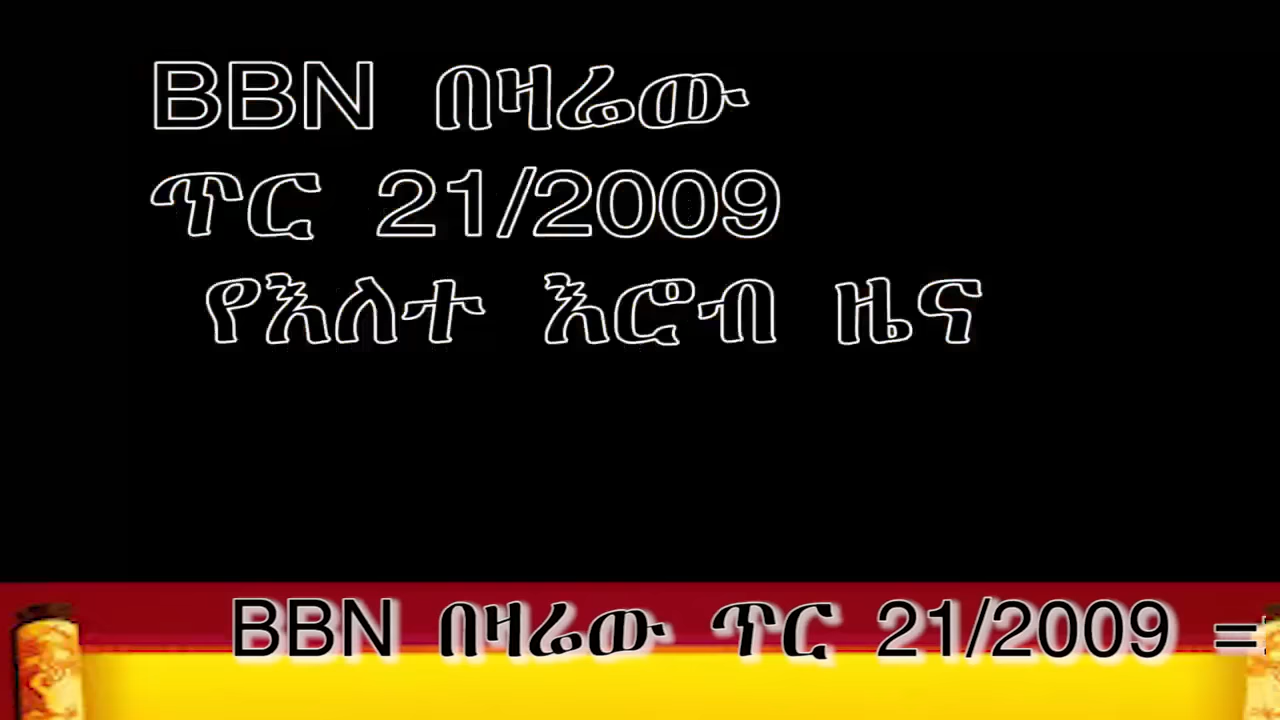 BBN በዛሬው
ጥር 21/2009
የእለተ እሮብ ዜና
BBN በዛሬው ጥር 21/2009 =